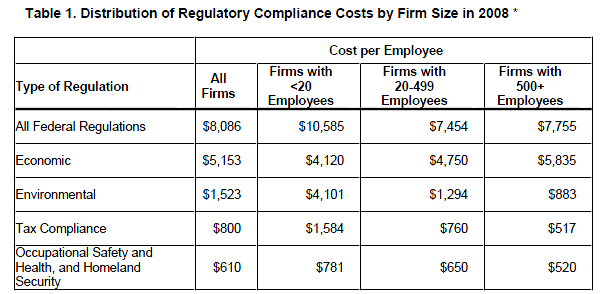 Table 1. Distribution of Regulatory Compliance Costs by Firm Size in 2008 *
Cost per Employee
Type of Regulation
All
Firms
Firms with
<20
Employees
Firms with
20-499
Employees
Firms with
500+
Employees
All Federal Regulations $8,086 $10,585 $7,454 $7,755
Economic $5,153 $4,120 $4,750 $5,835
Environmental $1,523 $4,101 $1,294 $883
Tax Compliance $800 $1,584 $760 $517
Occupational Safety and
Health, and Homeland
Security
$610 $781 $650 $520